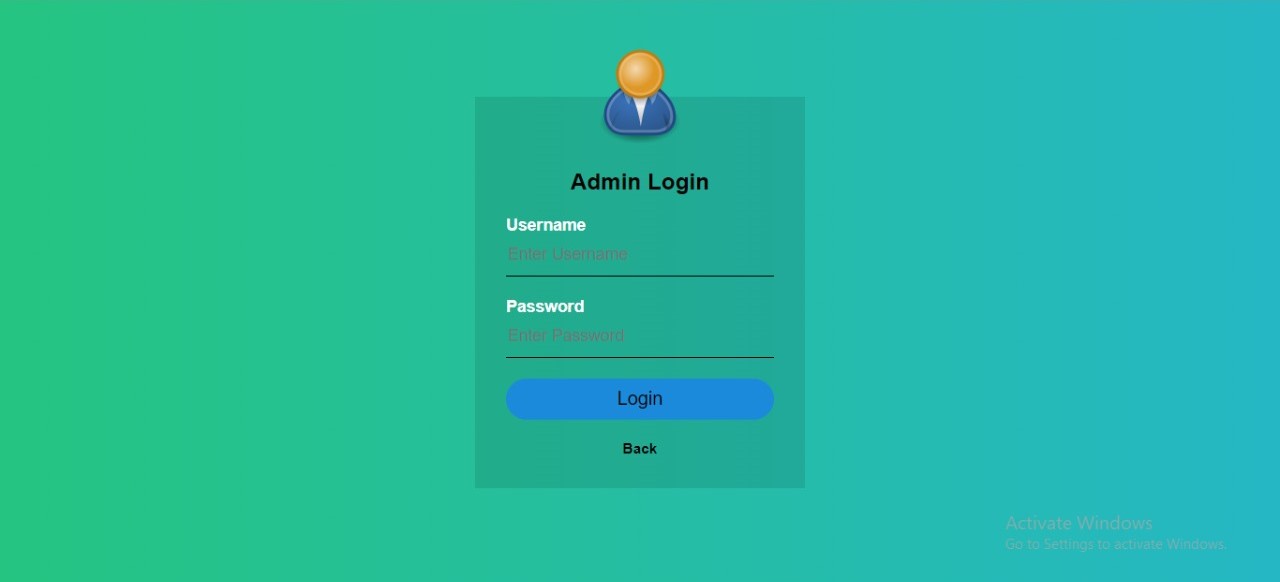 Admin Login
Username
Enter Username
Password
Enter Password
Login
Back
Activate Windows
Go to Settings to activate Windows.